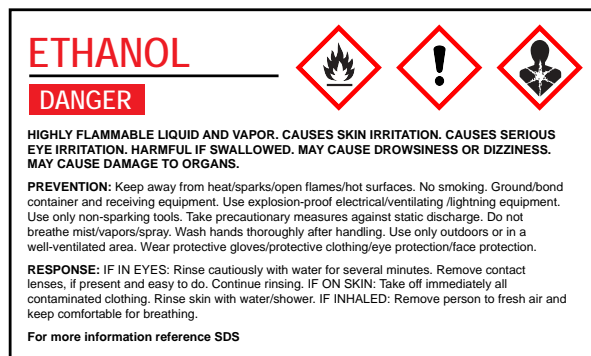 ETHANOL
DANGER
HIGHLY FLAMMABLE LIQUID AND VAPOR. CAUSES SKIN IRRITATION. CAUSES SERIOUS
EYE IRRITATION. HARMFUL IF SWALLOWED. MAY CAUSE DROWSINESS OR DIZZINESS.
MAY CAUSE DAMAGE TO ORGANS.
PREVENTION: Keep away from heat/sparks/open flames/hot surfaces. No smoking. Ground/bond
container and receiving equipment. Use explosion-proof electrical/ventilating /lightning equipment.
Use only non-sparking tools. Take precautionary measures against static discharge. Do not
breathe mist/vapors/spray. Wash hands thoroughly after handling. Use only outdoors or in a
well-ventilated area. Wear protective gloves/protective clothing/eye protection/face protection.
RESPONSE: IF IN EYES: Rinse cautiously with water for several minutes. Remove contact
lenses, if present and easy to do. Continue rinsing. IF ON SKIN: Take off immediately all
contaminated clothing. Rinse skin with water/shower. IF INHALED: Remove person to fresh air and
keep comfortable for breathing.
For more information reference SDS